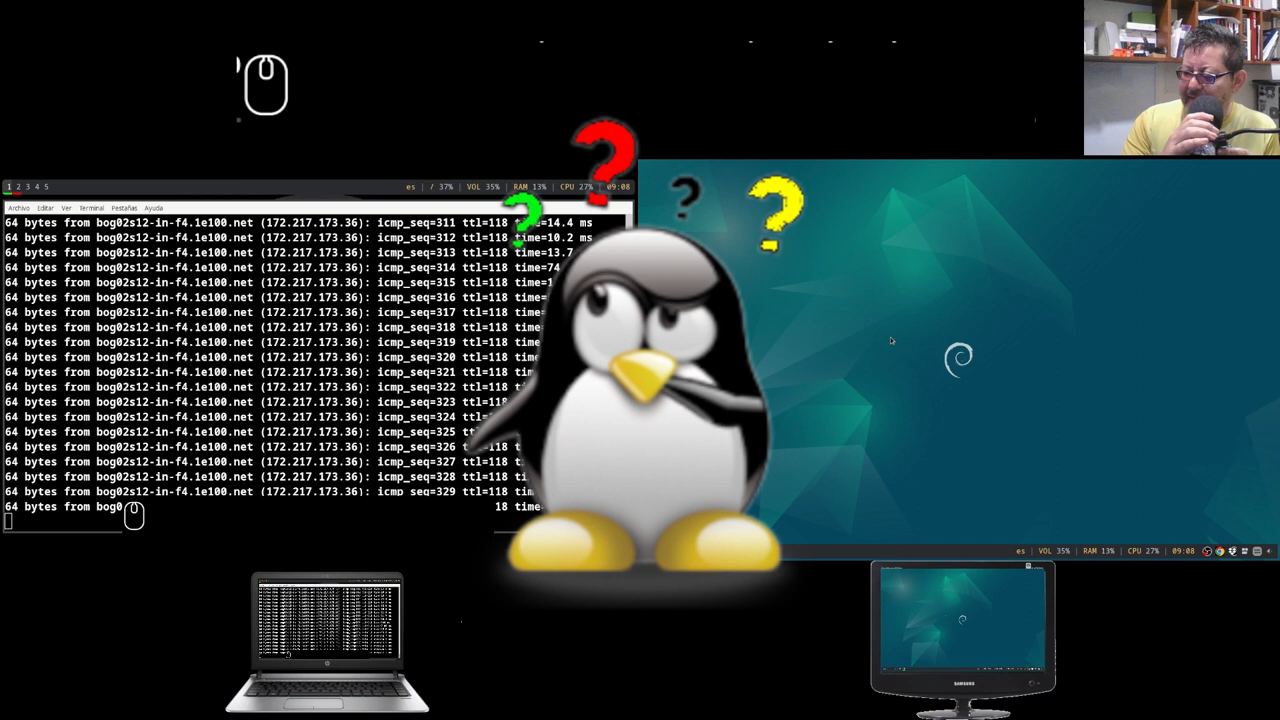 1 2 3 4 5
es | / 37% | VOL 35% | RAM 13% | CPU 27% | 09:08
Archivo Editar Ver Terminal Pestañas Ayuda
64 bytes from bog02s12-in-f4.1e100.net (172.217.173.36): icmp_seq=311 ttl=118 time=14.4 ms
64 bytes from bog02s12-in-f4.1e100.net (172.217.173.36): icmp_seq=312 ttl=118 time=10.2 ms
64 bytes from bog02s12-in-f4.1e100.net (172.217.173.36): icmp_seq=313 ttl=118 time=13.7
64 bytes from bog02s12-in-f4.1e100.net (172.217.173.36): icmp_seq=314 ttl=118 time=74
64 bytes from bog02s12-in-f4.1e100.net (172.217.173.36): icmp_seq=315 ttl=118 time=1
64 bytes from bog02s12-in-f4.1e100.net (172.217.173.36): icmp_seq=316 ttl=118 time=
64 bytes from bog02s12-in-f4.1e100.net (172.217.173.36): icmp_seq=317 ttl=118 time=
64 bytes from bog02s12-in-f4.1e100.net (172.217.173.36): icmp_seq=318 ttl=118 time=
64 bytes from bog02s12-in-f4.1e100.net (172.217.173.36): icmp_seq=319 ttl=118 time
64 bytes from bog02s12-in-f4.1e100.net (172.217.173.36): icmp_seq=320 ttl=118 time
64 bytes from bog02s12-in-f4.1e100.net (172.217.173.36): icmp_seq=321 ttl=118 time
64 bytes from bog02s12-in-f4.1e100.net (172.217.173.36): icmp_seq=322 ttl=118 tim
64 bytes from bog02s12-in-f4.1e100.net (172.217.173.36): icmp_seq=323 ttl=118
64 bytes from bog02s12-in-f4.1e100.net (172.217.173.36): icmp_seq=324 ttl=118
64 bytes from bog02s12-in-f4.1e100.net (172.217.173.36): icmp_seq=325
64 bytes from bog02s12-in-f4.1e100.net (172.217.173.36): icmp_seq=326
64 bytes from bog02s12-in-f4.1e100.net (172.217.173.36): icmp_seq=327 ttl=118
64 bytes from bog02s12-in-f4.1e100.net (172.217.173.36): icmp_seq=328 ttl=118
64 bytes from bog02s12-in-f4.1e100.net (172.217.173.36): icmp_seq=329 ttl=118
64 bytes from bog0 18 time=
? ? ? ?
es | VOL 35% | RAM 13% | CPU 27% | 09:08
SAMSUNG